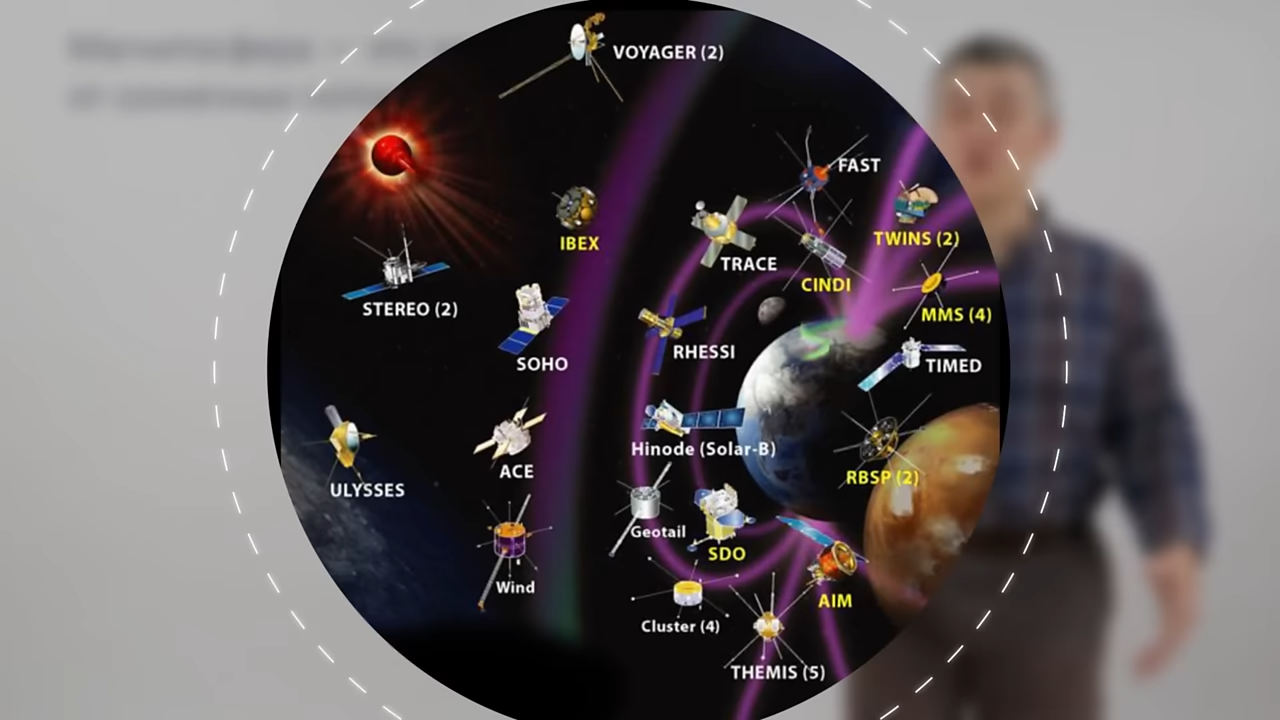 VOYAGER (2)
FAST
TWINS (2)
IBEX
TRACE
CINDI
STEREO (2)
MMS (4)
SOHO
RHESSI
TIMED
Hinode (Solar-B)
ACE
RBSP (2)
ULYSSES
Geotail
SDO
Wind
AIM
Cluster (4)
THEMIS (5)